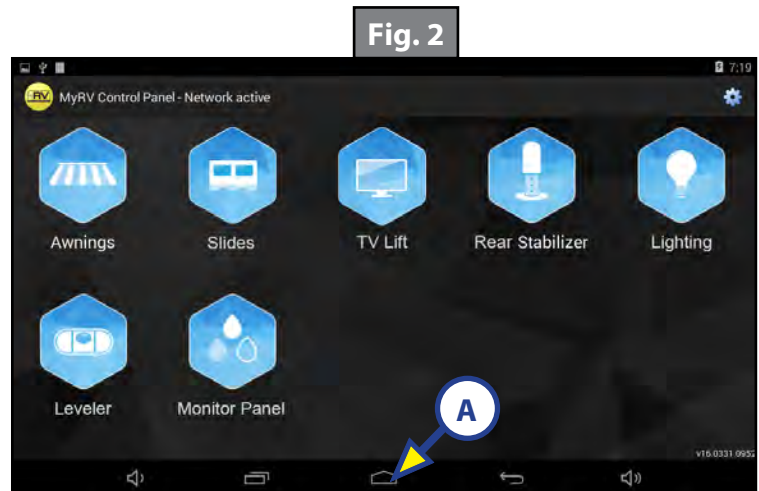 Fig. 2
7:19
RV MyRV Control Panel - Network active
Awnings Slides TV Lift Rear Stabilizer Lighting
Leveler Monitor Panel
A
v16.0331.0952